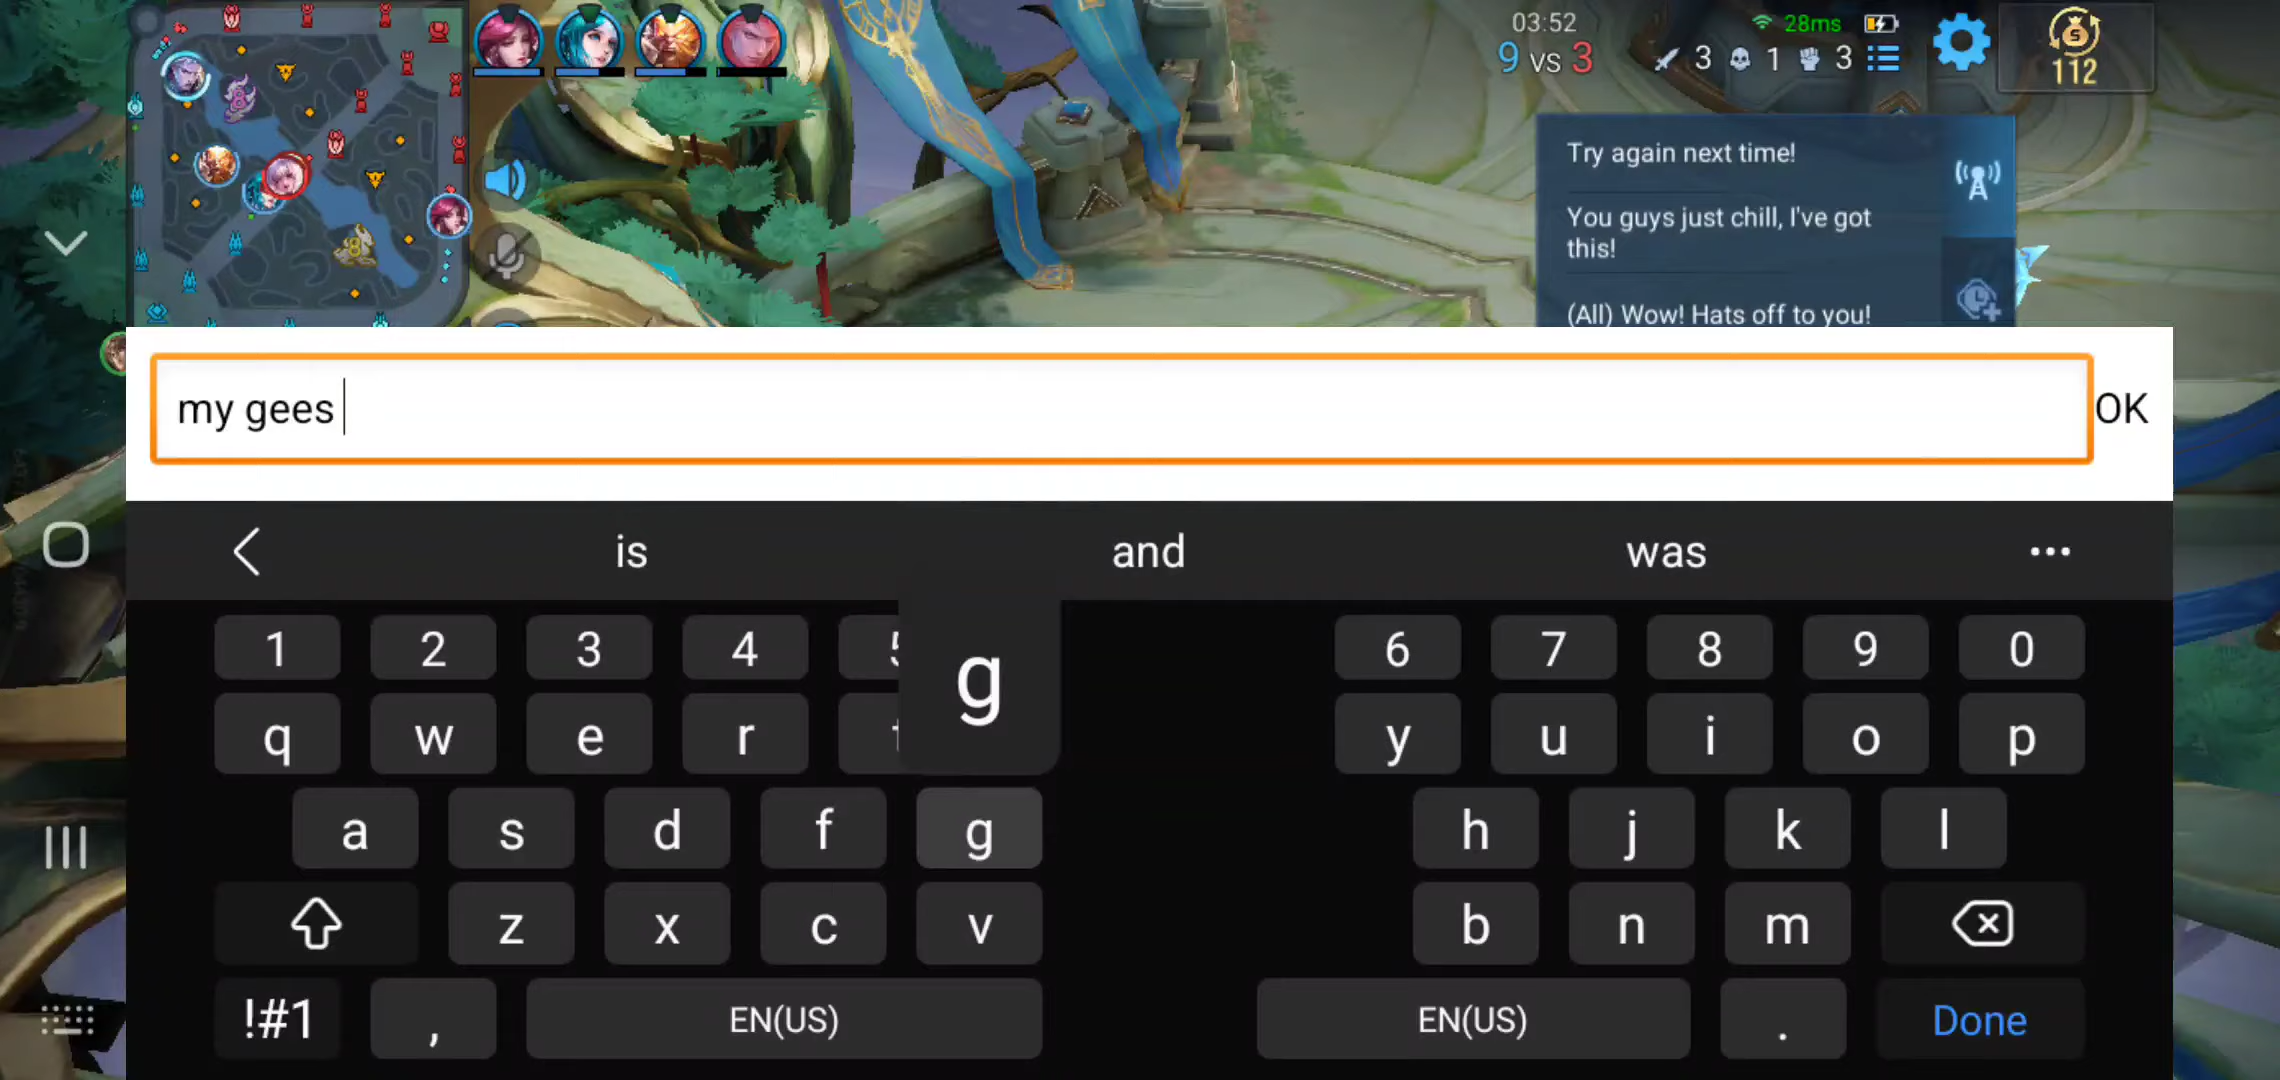 03:52
28ms
9 vs 3
3 1 3
112
Try again next time!
You guys just chill, I've got
this!
(All) Wow! Hats off to you!
my gees
OK
is and was
1 2 3 4 5 6 7 8 9 0
g
q w e r t y u i o p
a s d f g h j k l
z x c v b n m
!#1 , EN(US) EN(US) . Done